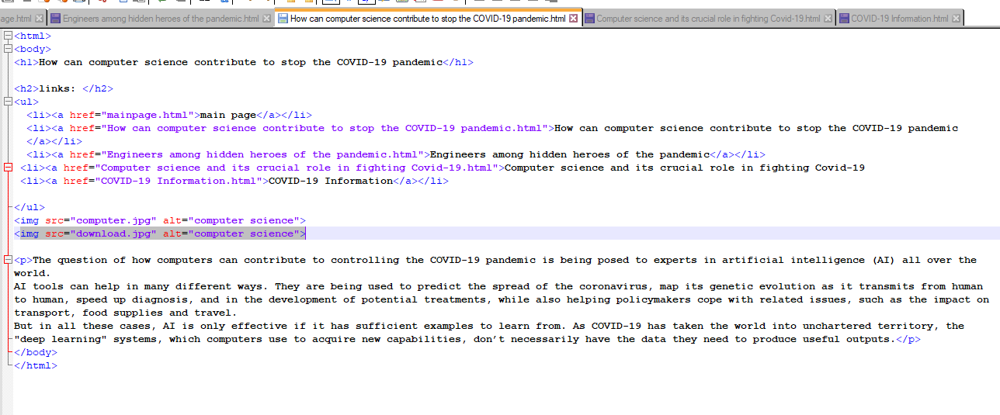 age.html
Engineers among hidden heroes of the pandemic.html
How can computer science contribute to stop the COVID-19 pandemic.html
Computer science and its crucial role in fighting Covid-19.html
COVID-19 Information.html
<html>
<body>
<h1>How can computer science contribute to stop the COVID-19 pandemic</h1>
<h2>links: </h2>
<ul>
<li><a href="mainpage.html">main page</a></li>
<li><a href="How can computer science contribute to stop the COVID-19 pandemic.html">How can computer science contribute to stop the COVID-19 pandemic
</a></li>
<li><a href="Engineers among hidden heroes of the pandemic.html">Engineers among hidden heroes of the pandemic</a></li>
<li><a href="Computer science and its crucial role in fighting Covid-19.html">Computer science and its crucial role in fighting Covid-19
<li><a href="COVID-19 Information.html">COVID-19 Information</a></li>
</ul>
<img src="computer.jpg" alt="computer science">
<img src="download.jpg" alt="computer science">
<p>The question of how computers can contribute to controlling the COVID-19 pandemic is being posed to experts in artificial intelligence (AI) all over the
world.
AI tools can help in many different ways. They are being used to predict the spread of the coronavirus, map its genetic evolution as it transmits from human
to human, speed up diagnosis, and in the development of potential treatments, while also helping policymakers cope with related issues, such as the impact on
transport, food supplies and travel.
But in all these cases, AI is only effective if it has sufficient examples to learn from. As COVID-19 has taken the world into unchartered territory, the
"deep learning" systems, which computers use to acquire new capabilities, don’t necessarily have the data they need to produce useful outputs.</p>
</body>
</html>